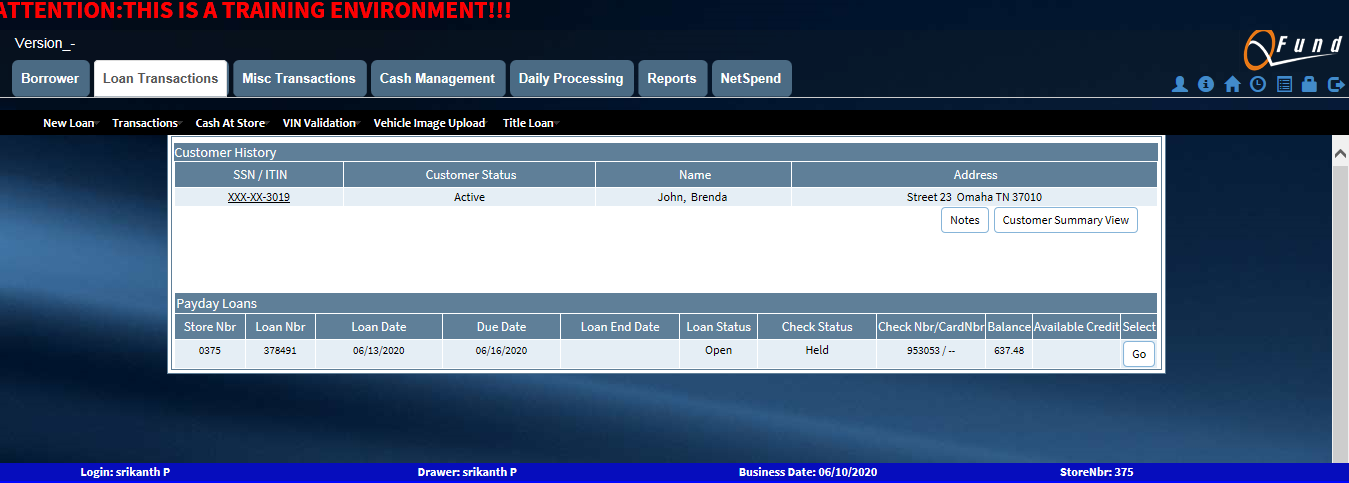 ATTENTION:THIS IS A TRAINING ENVIRONMENT!!!
Version_-
QFund
Borrower Loan Transactions Misc Transactions Cash Management Daily Processing Reports NetSpend
New Loan Transactions Cash At Store VIN Validation Vehicle Image Upload Title Loan
Customer History
SSN / ITIN Customer Status Name Address
XXX-XX-3019 Active John, Brenda Street 23 Omaha TN 37010
Notes Customer Summary View
Payday Loans
Store Nbr Loan Nbr Loan Date Due Date Loan End Date Loan Status Check Status Check Nbr/CardNbr Balance Available Credit Select
0375 378491 06/13/2020 06/16/2020 Open Held 953053 / -- 637.48 Go
Login: srikanth P Drawer: srikanth P Business Date: 06/10/2020 StoreNbr: 375